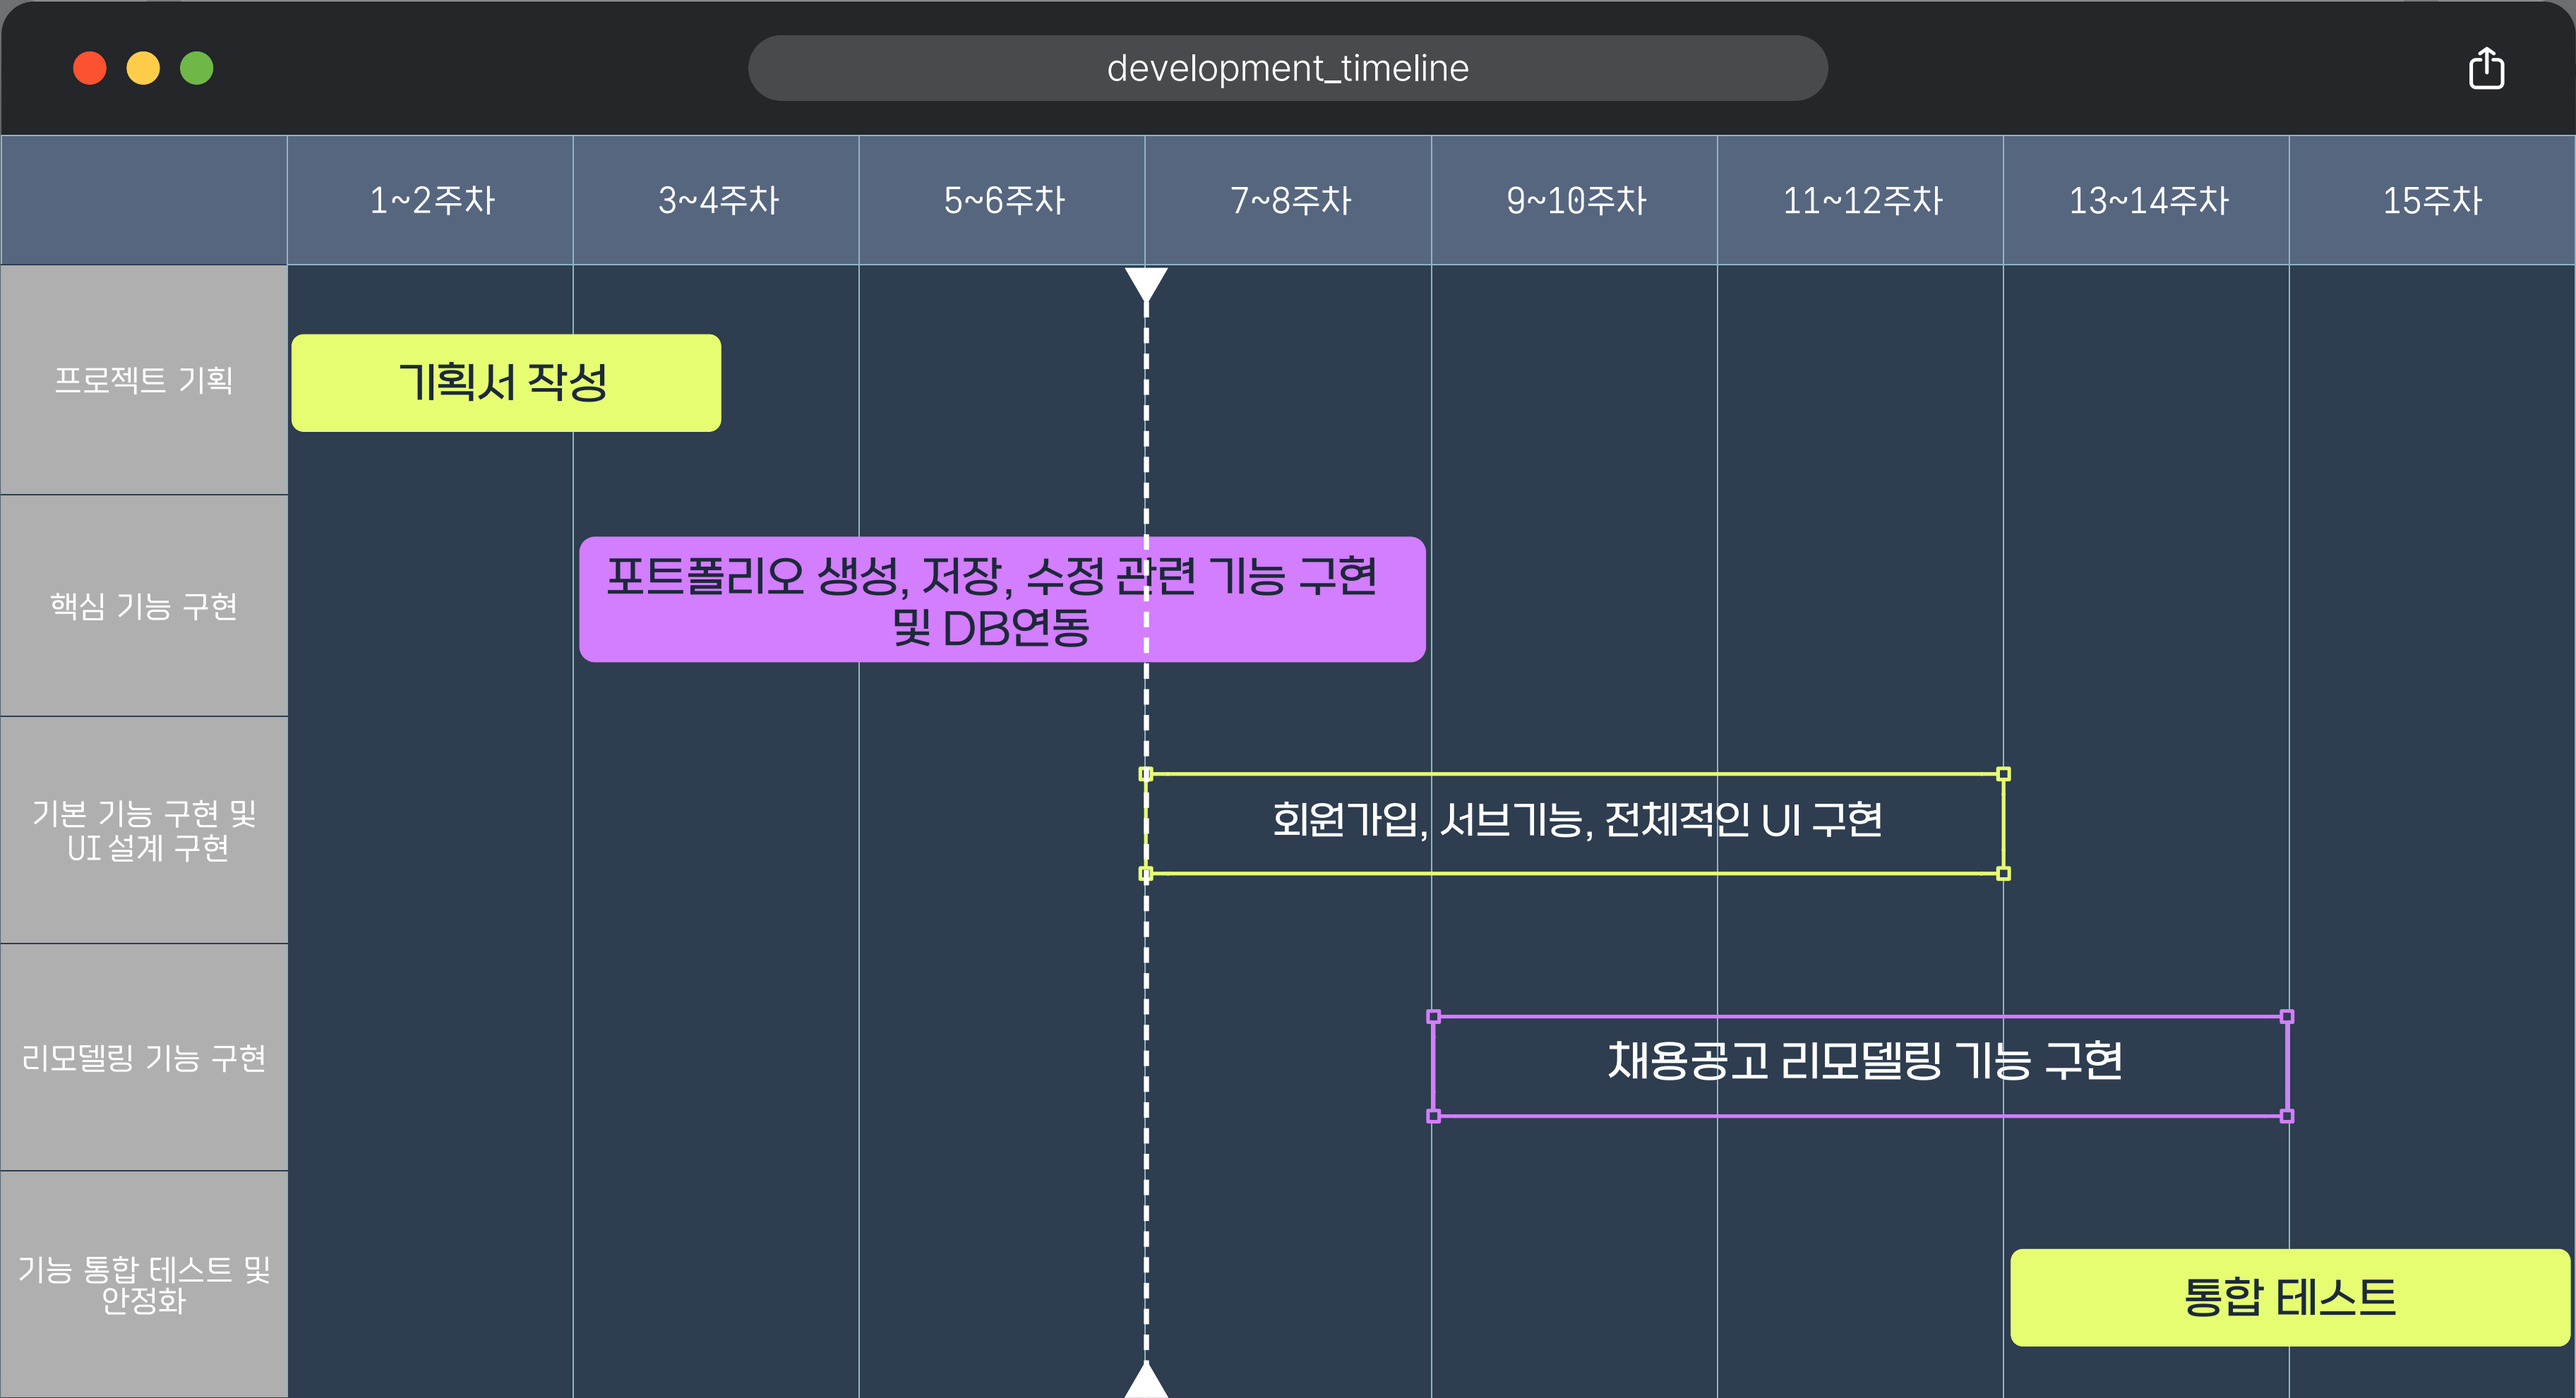 development_timeline
1~2주차
3~4주차
5~6주차
7~8주차
9~10주차
11~12주차
13~14주차
15주차
프로젝트 기획
기획서 작성
핵심 기능 구현
포트폴리오 생성, 저장, 수정 관련 기능 구현
및 DB연동
기본 기능 구현 및
UI 설계 구현
회원가입, 서브기능, 전체적인 UI 구현
리모델링 기능 구현
채용공고 리모델링 기능 구현
기능 통합 테스트 및
안정화
통합 테스트